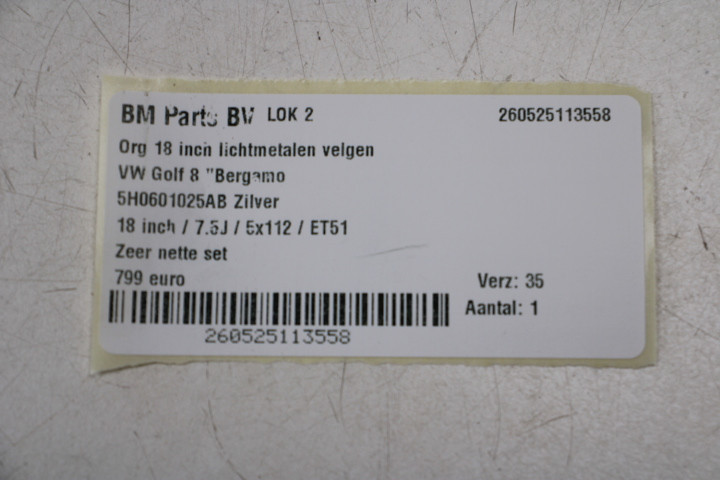 BM Parts BV LOK 2 260525113558
Org 18 inch lichtmetalen velgen
VW Golf 8 "Bergamo
5H0601025AB Zilver
18 inch / 7.5J / 5x112 / ET51
Zeer nette set
799 euro Verz: 35
Aantal: 1
260525113558